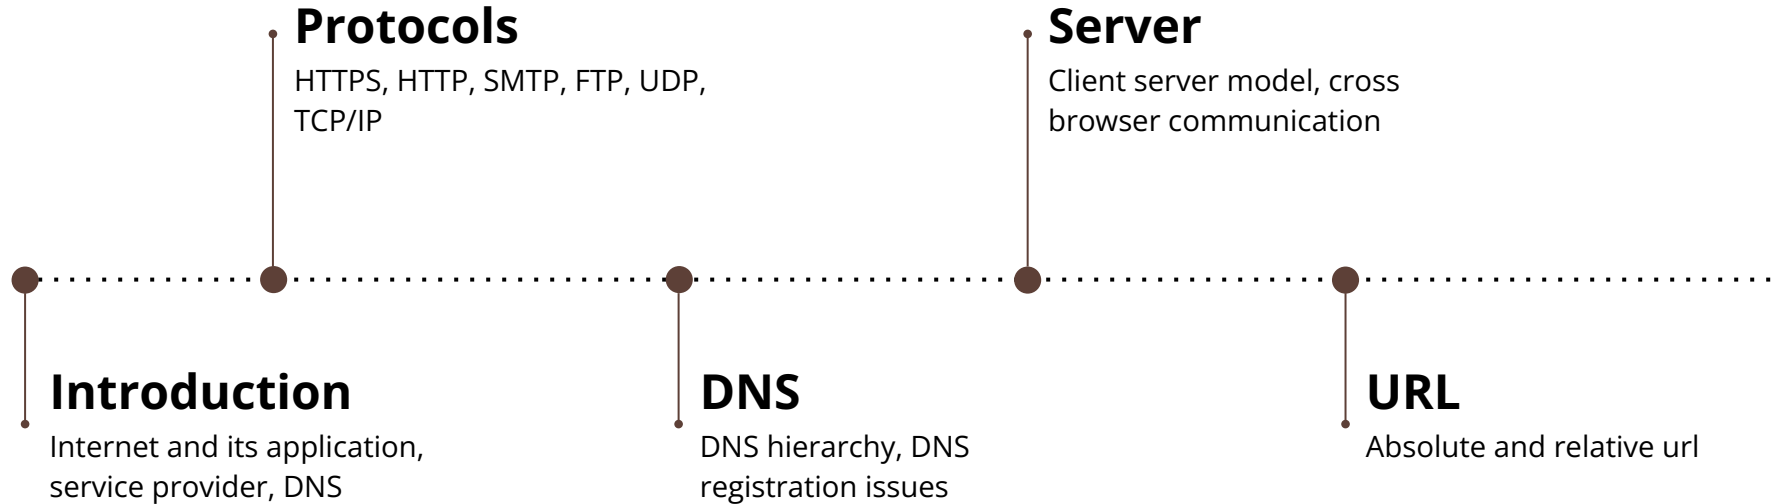 Protocols
HTTPS, HTTP, SMTP, FTP, UDP,
TCP/IP
Server
Client server model, cross
browser communication
Introduction
Internet and its application,
service provider, DNS
DNS
DNS hierarchy, DNS
registration issues
URL
Absolute and relative url